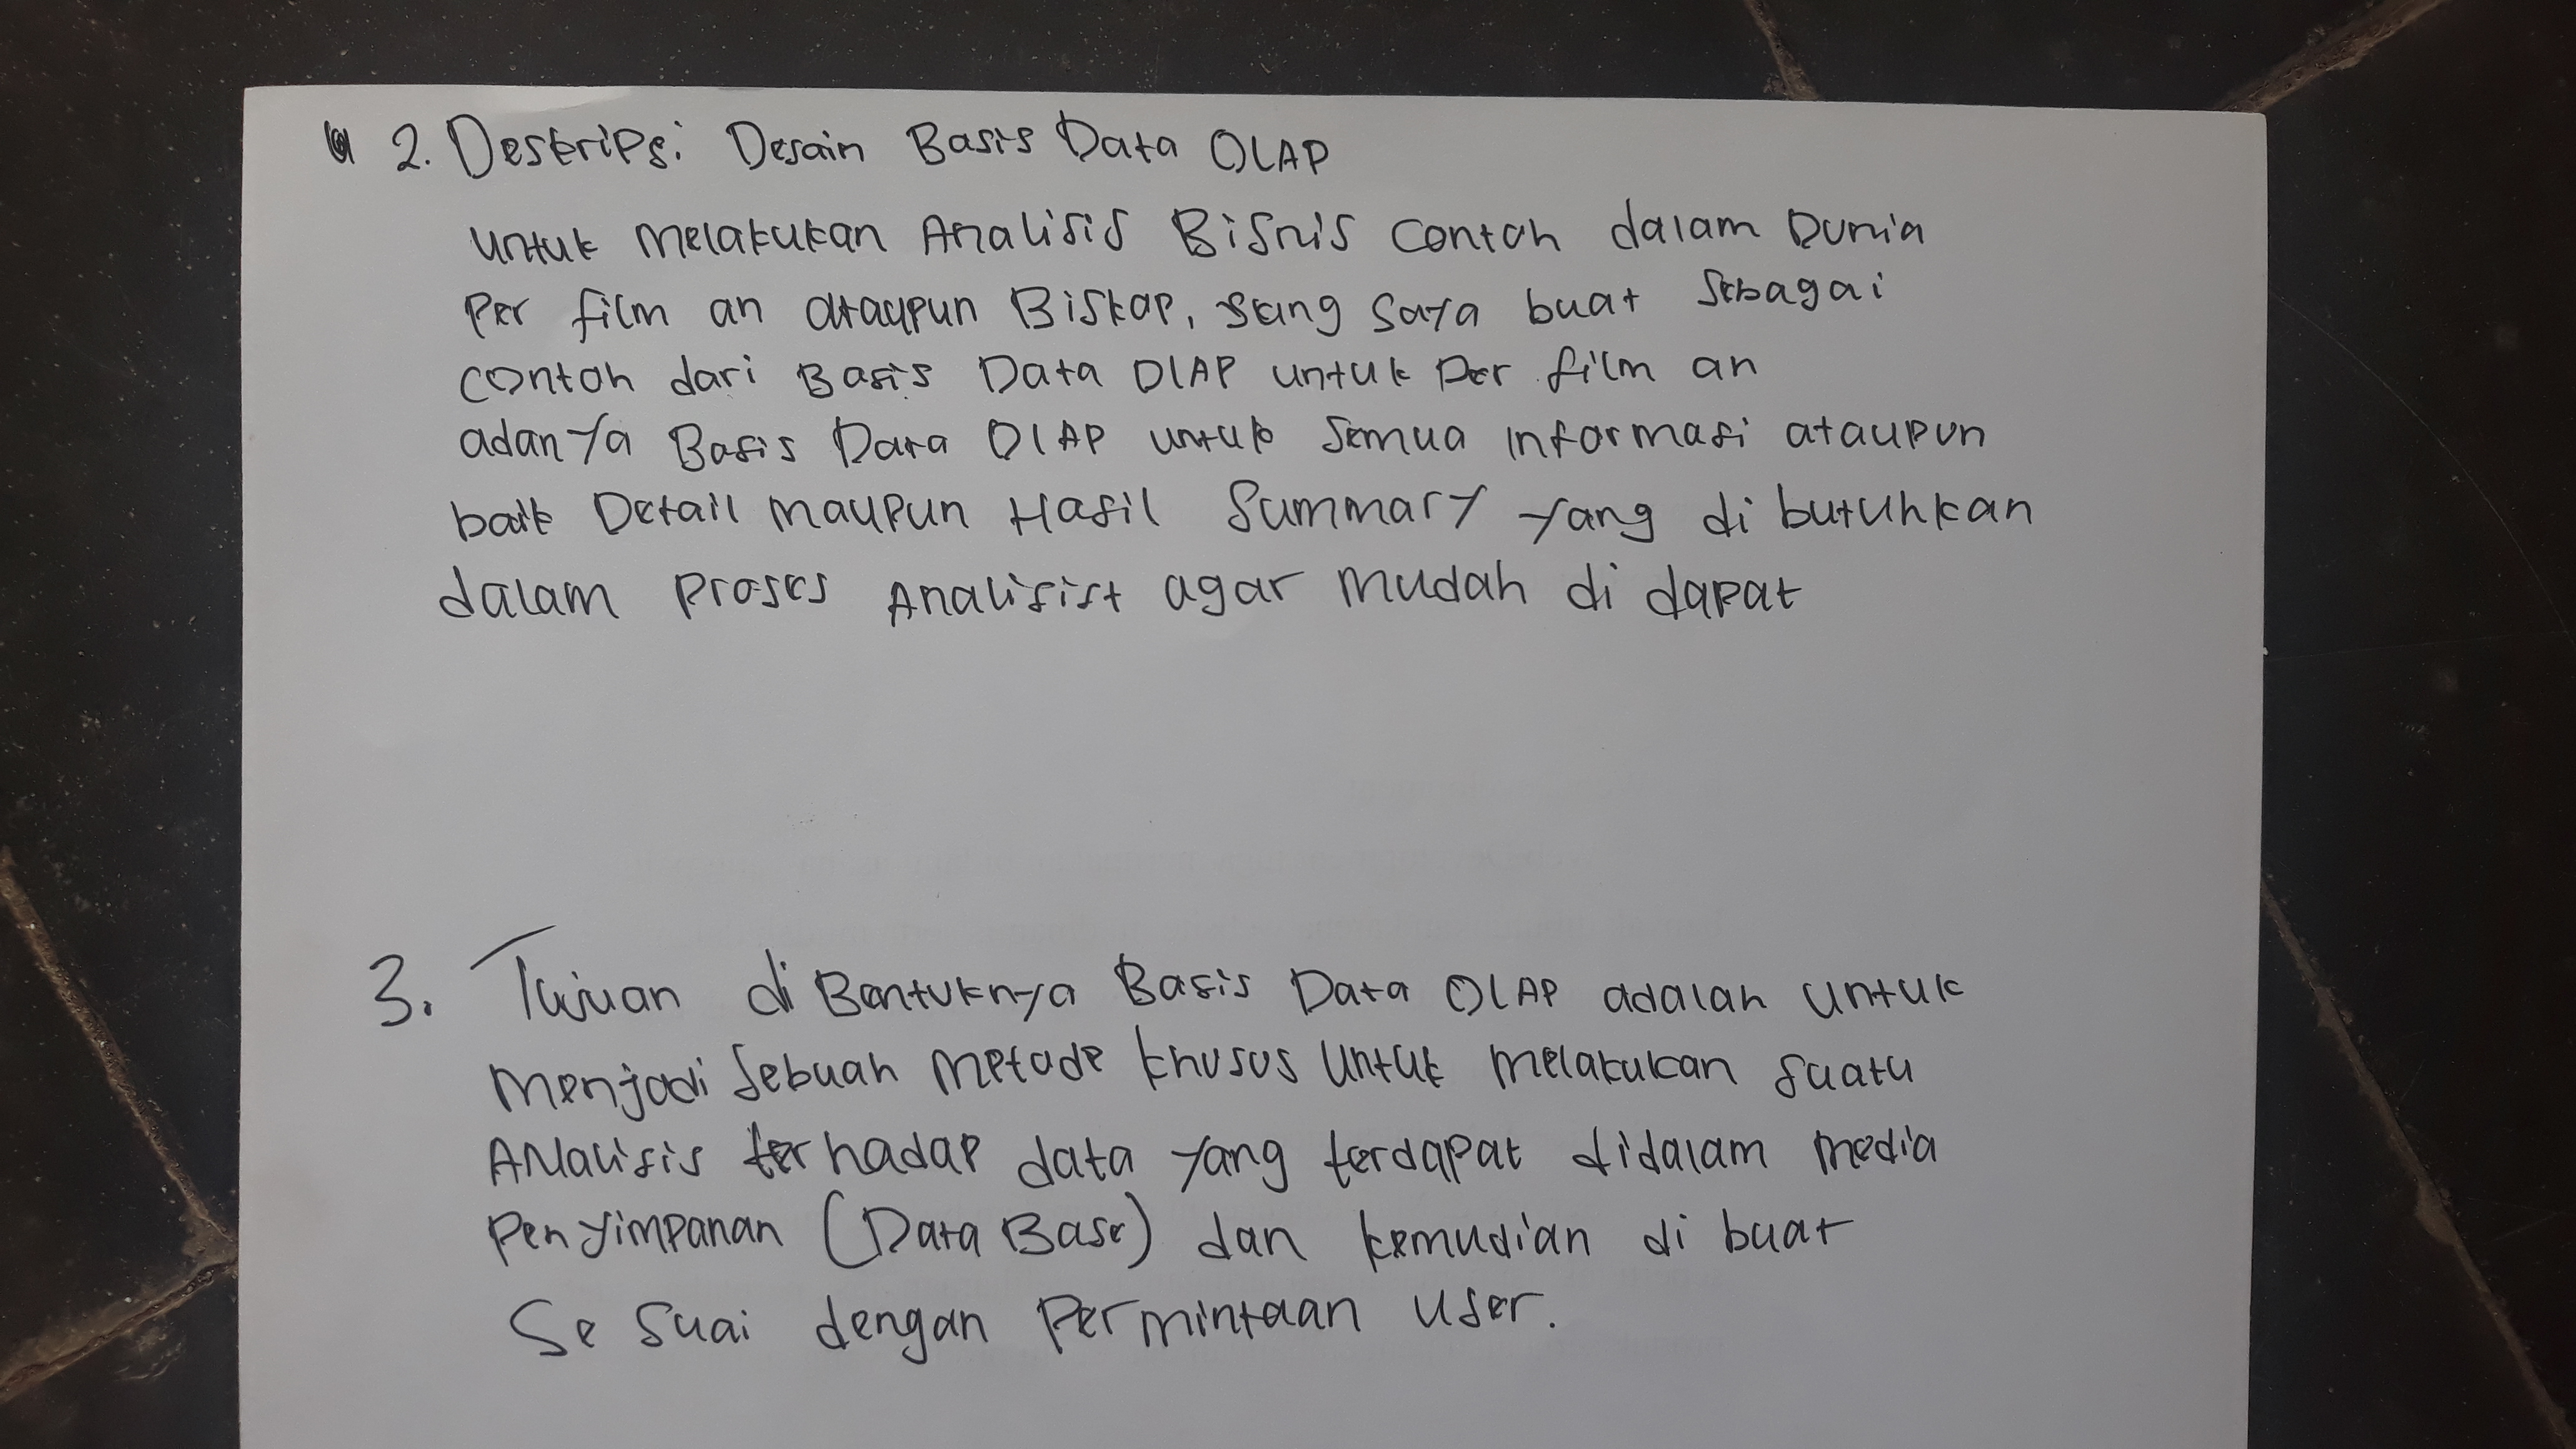 2. Deskripsi Desain Basis Data OLAP
untuk melakukan Analisis Bisnis contoh dalam Dunia
Per film an ataupun Biskap, yang saya buat sebagai
contoh dari Basis Data OLAP untuk Per film an
adanya Basis Data OLAP untuk semua informasi ataupun
baik Detail maupun Hasil Summary yang di butuhkan
dalam proses Analisist agar mudah di dapat
3. Tujuan di Bentuknya Basis Data OLAP adalah untuk
menjadi sebuah metode khusus untuk melakukan suatu
Analisis terhadap data yang terdapat didalam media
Penyimpanan (Data Base) dan kemudian di buat
Se suai dengan Permintaan user.